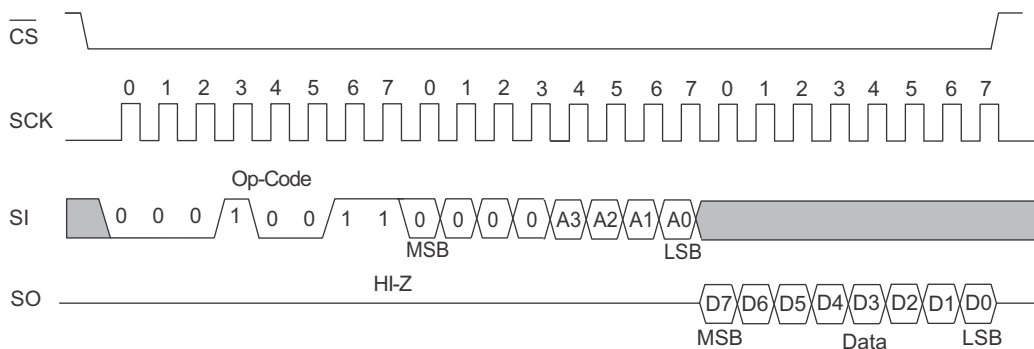 CS
0 1 2 3 4 5 6 7 0 1 2 3 4 5 6 7 0 1 2 3 4 5 6 7
SCK
Op-Code
SI 0 0 0 1 0 0 1 1 0 0 0 0 A3 A2 A1 A0
MSB LSB
HI-Z
SO D7 D6 D5 D4 D3 D2 D1 D0
MSB Data LSB